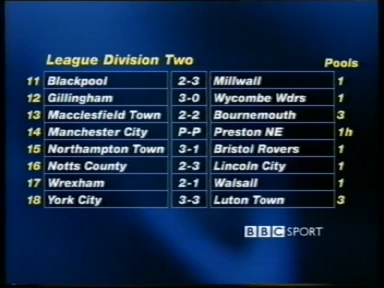 League Division Two Pools
11 Blackpool 2-3 Millwall 1
12 Gillingham 3-0 Wycombe Wdrs 1
13 Macclesfield Town 2-2 Bournemouth 3
14 Manchester City P-P Preston NE 1h
15 Northampton Town 3-1 Bristol Rovers 1
16 Notts County 2-3 Lincoln City 1
17 Wrexham 2-1 Walsall 1
18 York City 3-3 Luton Town 3
BBC SPORT